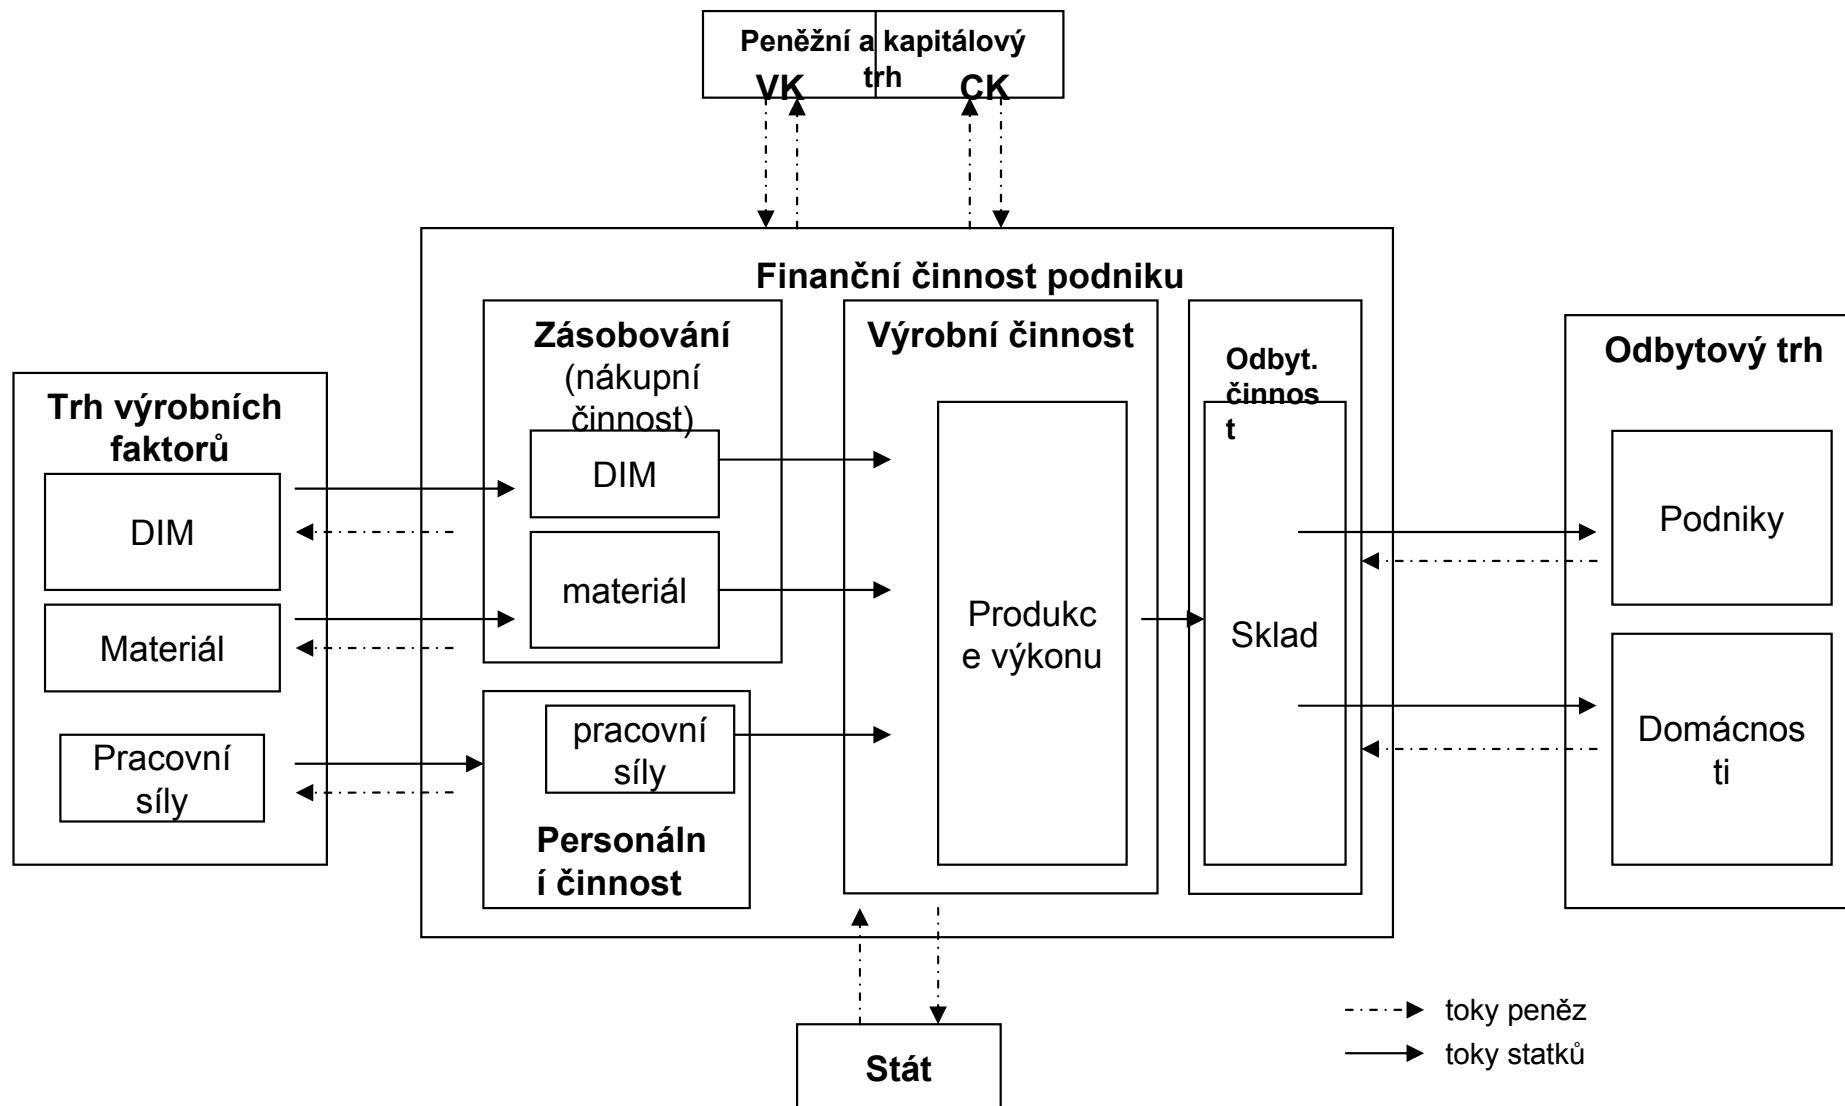 Peněžní a kapitálový
trh
VK
CK
Finanční činnost podniku
Zásobování
(nákupní
činnost)
DIM
materiál
pracovní
síly
Personáln
í činnost
Výrobní činnost
Produkc
e výkonu
Odbyt.
činnos
t
Sklad
Trh výrobních
faktorů
DIM
Materiál
Pracovní
síly
Odbytový trh
Podniky
Domácnos
ti
Stát
toky peněz
toky statků